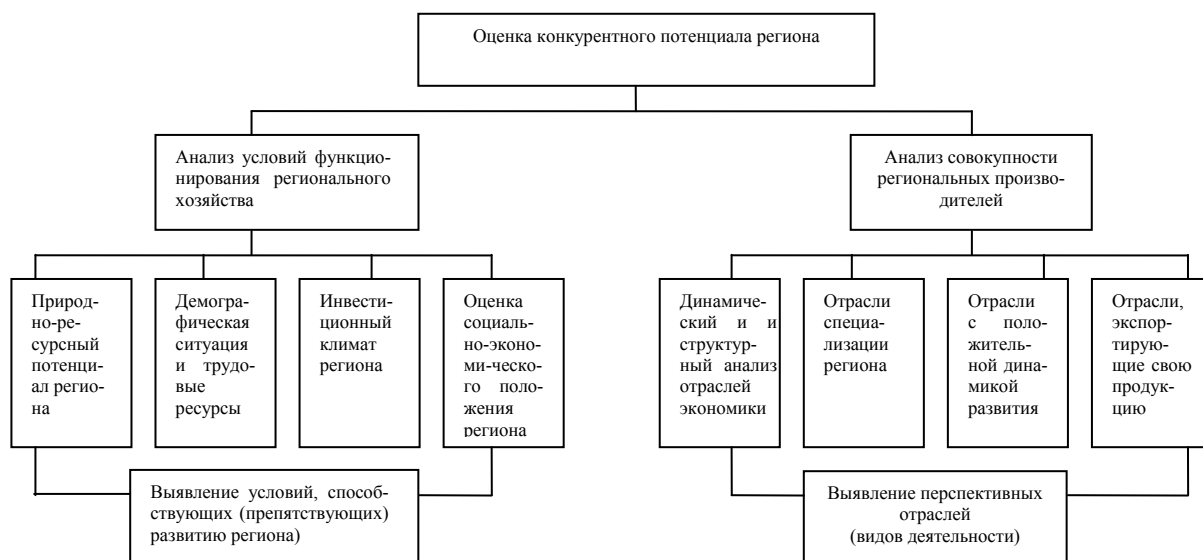 Оценка конкурентного потенциала региона
Анализ условий функцио-
нирования регионального
хозяйства
Анализ совокупности
региональных произво-
дителей
Природ-
но-ре-
сурсный
потенци-
ал регио-
на
Демогра-
фическая
ситуация
и трудо-
вые
ресурсы
Инвести-
ционный
климат
региона
Оценка
социаль-
но-эконо-
ми-ческого
поло-
жения
региона
Динамиче-
ский и и
структур-
ный анализ
отраслей
экономики
Отрасли
специа-
лизации
региона
Отрасли
с поло-
житель-
ной дина-
микой
развития
Отрасли,
экспор-
тирую-
щие свою
продук-
цию
Выявление условий, способ-
ствующих (препятствующих)
развитию региона)
Выявление перспективных
отраслей
(видов деятельности)